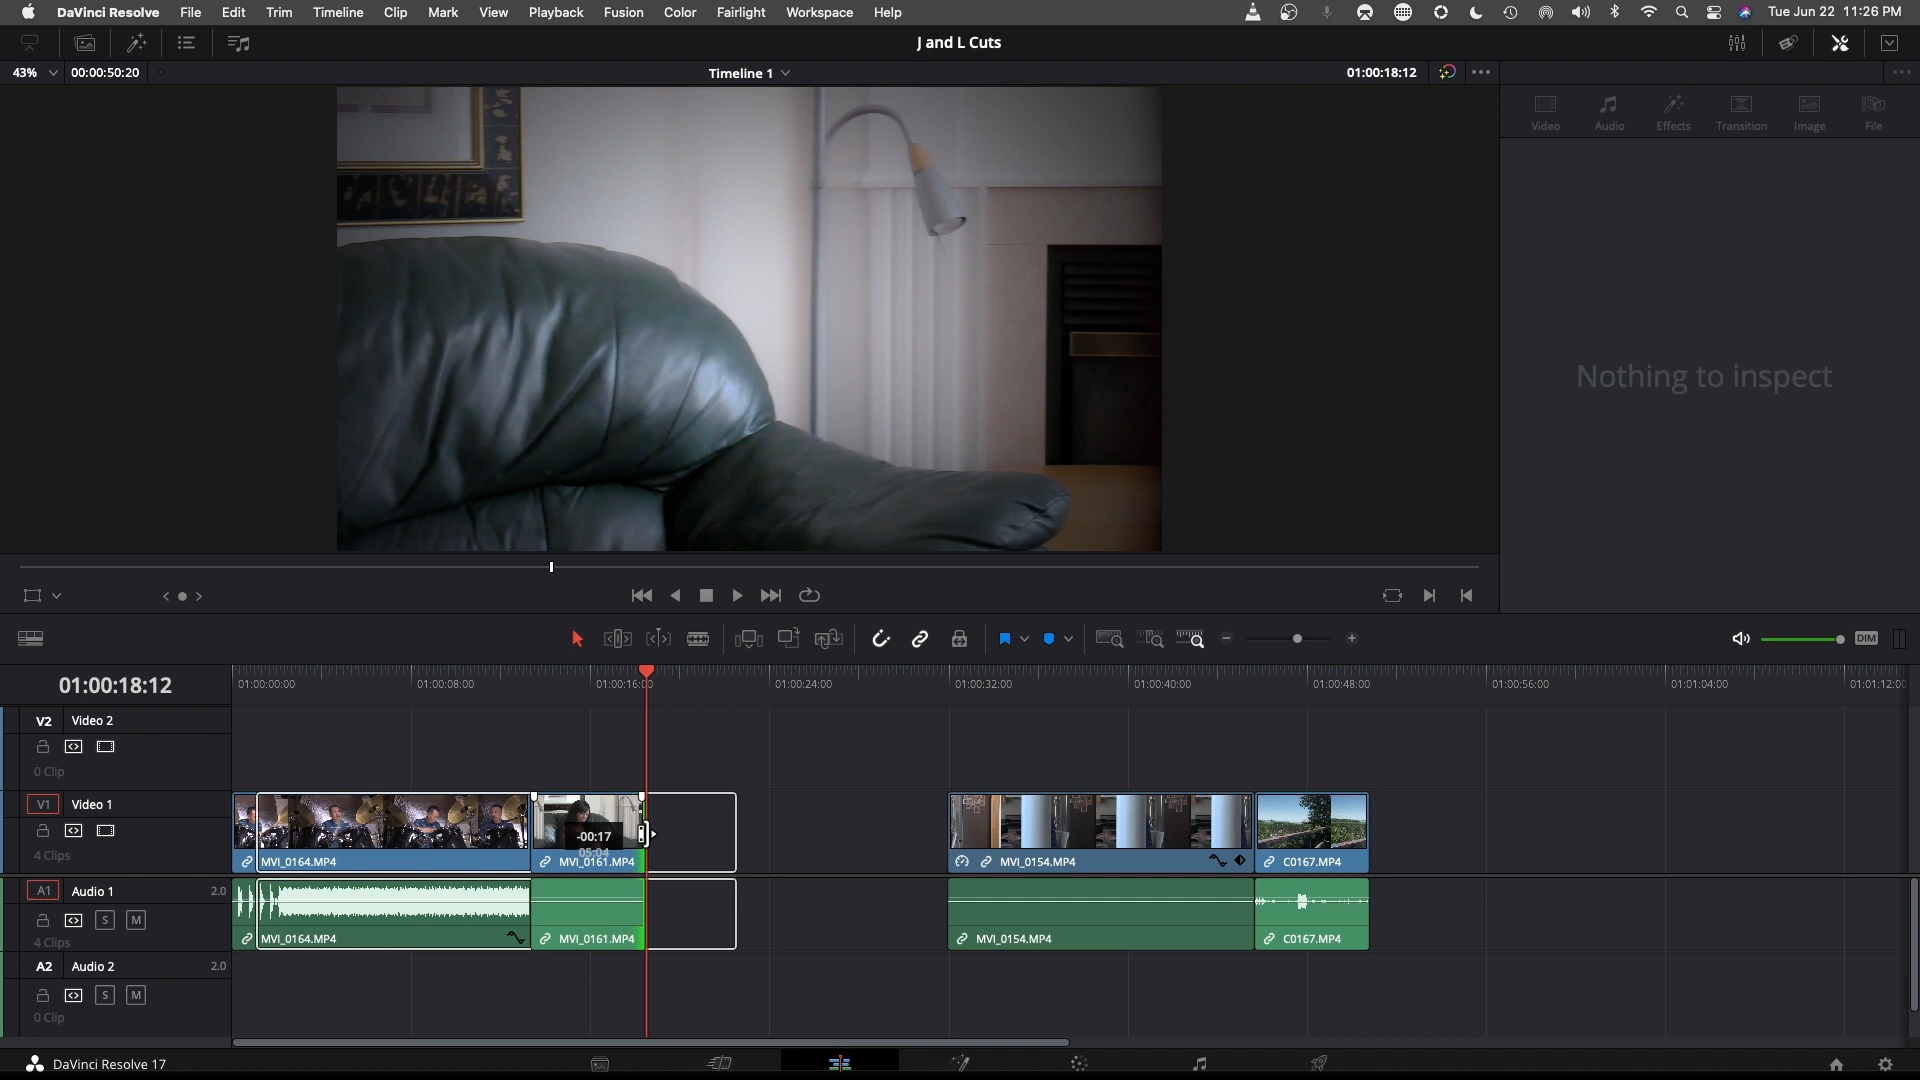 DaVinci Resolve File Edit Trim Timeline Clip Mark View Playback Fusion Color Fairlight Workspace Help Tue Jun 22 11:26 PM
J and L Cuts
43% 00:00:50:20 Timeline 1 01:00:18:12
Video Audio Effects Transition Image File
Nothing to inspect
DIM
01:00:18:12 01:00:00:00 01:00:08:00 01:00:16:00 01:00:24:00 01:00:32:00 01:00:40:00 01:00:48:00 01:00:56:00 01:01:04:00 01:01:12:00
V2 Video 2
0 Clip
V1 Video 1
-00:17
05:04
4 Clips MVI_0164.MP4 MVI_0161.MP4 MVI_0154.MP4 C0167.MP4
A1 Audio 1 2.0
S M
4 Clips MVI_0164.MP4 MVI_0161.MP4 MVI_0154.MP4 C0167.MP4
A2 Audio 2 2.0
S M
0 Clip
DaVinci Resolve 17